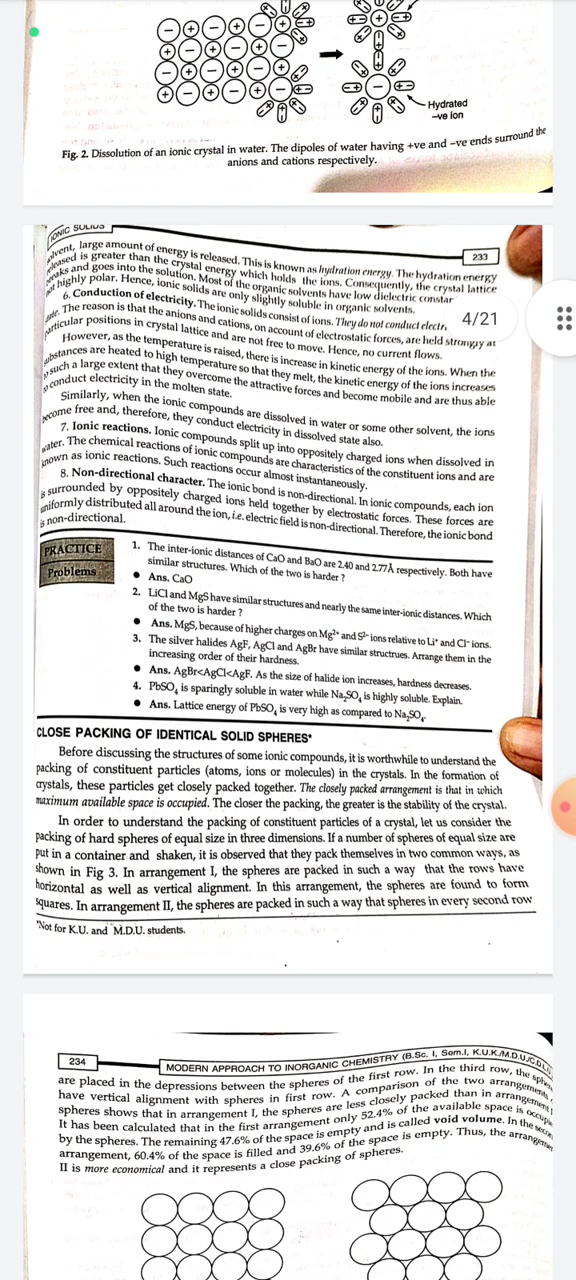 Hydrated
–ve ion
Fig. 2. Dissolution of an ionic crystal in water. The dipoles of water having +ve and –ve ends surround the
anions and cations respectively.
IONIC SOLIDS
233
solvent, large amount of energy is released. This is known as hydration energy. The hydration energy
released is greater than the crystal energy which holds the ions. Consequently, the crystal lattice
breaks and goes into the solution. Most of the organic solvents have low dielectric constar
not highly polar. Hence, ionic solids are only slightly soluble in organic solvents.
4/21
6. Conduction of electricity. The ionic solids consist of ions. They do not conduct electr
state. The reason is that the anions and cations, on account of electrostatic forces, are held strongly at
particular positions in crystal lattice and are not free to move. Hence, no current flows.
However, as the temperature is raised, there is increase in kinetic energy of the ions. When the
substances are heated to high temperature so that they melt, the kinetic energy of the ions increases
to such a large extent that they overcome the attractive forces and become mobile and are thus able
to conduct electricity in the molten state.
Similarly, when the ionic compounds are dissolved in water or some other solvent, the ions
become free and, therefore, they conduct electricity in dissolved state also.
7. Ionic reactions. Ionic compounds split up into oppositely charged ions when dissolved in
water. The chemical reactions of ionic compounds are characteristics of the constituent ions and are
known as ionic reactions. Such reactions occur almost instantaneously.
8. Non-directional character. The ionic bond is non-directional. In ionic compounds, each ion
is surrounded by oppositely charged ions held together by electrostatic forces. These forces are
uniformly distributed all around the ion, i.e. electric field is non-directional. Therefore, the ionic bond
is non-directional.
PRACTICE
Problems
1. The inter-ionic distances of CaO and BaO are 2.40 and 2.77Å respectively. Both have
similar structures. Which of the two is harder ?
● Ans. CaO
2. LiCl and MgS have similar structures and nearly the same inter-ionic distances. Which
of the two is harder ?
● Ans. MgS, because of higher charges on Mg²⁺ and S²⁻ ions relative to Li⁺ and Cl⁻ ions.
3. The silver halides AgF, AgCl and AgBr have similar structrues. Arrange them in the
increasing order of their hardness.
● Ans. AgBr<AgCl<AgF. As the size of halide ion increases, hardness decreases.
4. PbSO₄ is sparingly soluble in water while Na₂SO₄ is highly soluble. Explain.
● Ans. Lattice energy of PbSO₄ is very high as compared to Na₂SO₄.
CLOSE PACKING OF IDENTICAL SOLID SPHERES*
Before discussing the structures of some ionic compounds, it is worthwhile to understand the
packing of constituent particles (atoms, ions or molecules) in the crystals. In the formation of
crystals, these particles get closely packed together. The closely packed arrangement is that in which
maximum available space is occupied. The closer the packing, the greater is the stability of the crystal.
In order to understand the packing of constituent particles of a crystal, let us consider the
packing of hard spheres of equal size in three dimensions. If a number of spheres of equal size are
put in a container and shaken, it is observed that they pack themselves in two common ways, as
shown in Fig 3. In arrangement I, the spheres are packed in such a way that the rows have
horizontal as well as vertical alignment. In this arrangement, the spheres are found to form
squares. In arrangement II, the spheres are packed in such a way that spheres in every second row
*Not for K.U. and M.D.U. students.
234
MODERN APPROACH TO INORGANIC CHEMISTRY (B.Sc. I, Sem.I, K.U.K./M.D.U./C.D.L.U.
are placed in the depressions between the spheres of the first row. In the third row, the spheres
have vertical alignment with spheres in first row. A comparison of the two arrangements
spheres shows that in arrangement I, the spheres are less closely packed than in arrangement
It has been calculated that in the first arrangement only 52.4% of the available space is occupi
by the spheres. The remaining 47.6% of the space is empty and is called void volume. In the second
arrangement, 60.4% of the space is filled and 39.6% of the space is empty. Thus, the arrangement
II is more economical and it represents a close packing of spheres.